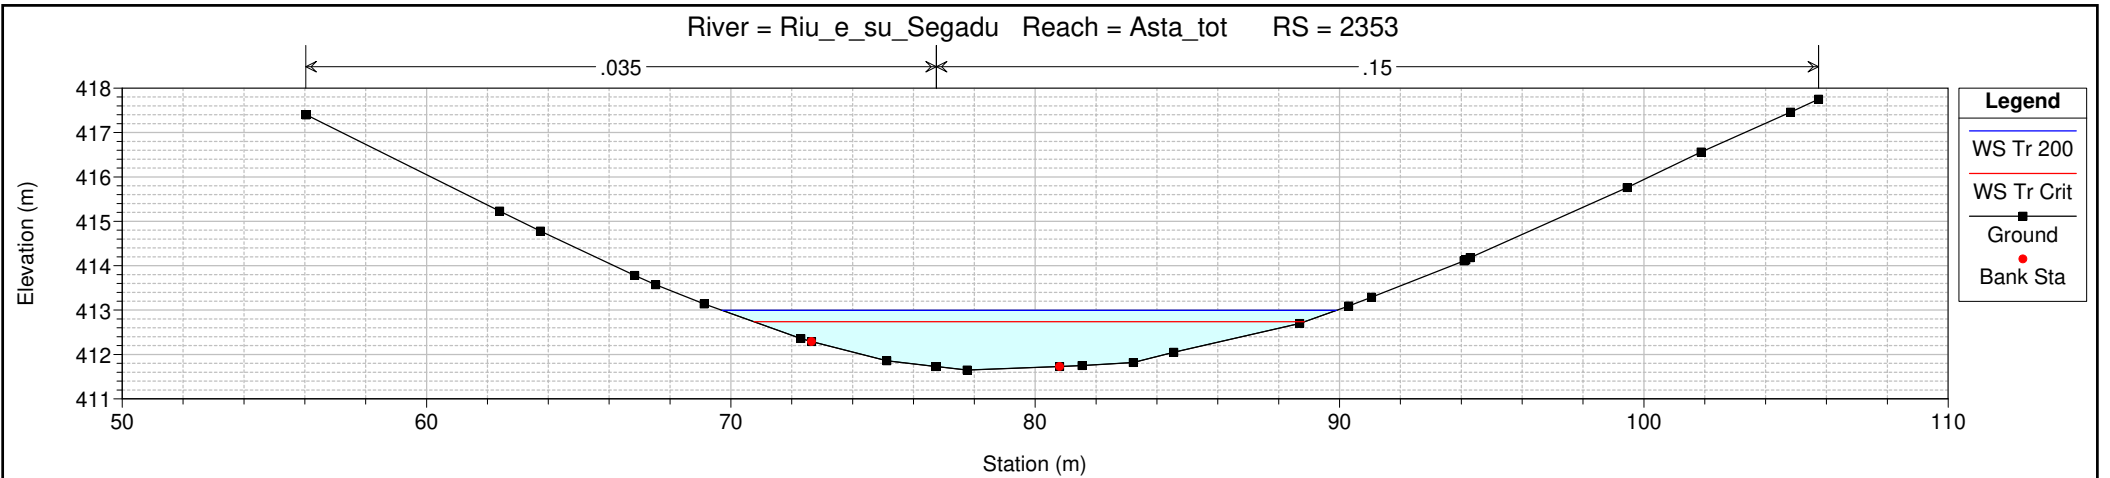 River = Riu_e_su_Segadu Reach = Asta_tot RS = 2353
.035
.15
418
417
416
415
414
413
412
411
Elevation (m)
50
60
70
80
90
100
110
Station (m)
Legend
WS Tr 200
WS Tr Crit
Ground
Bank Sta